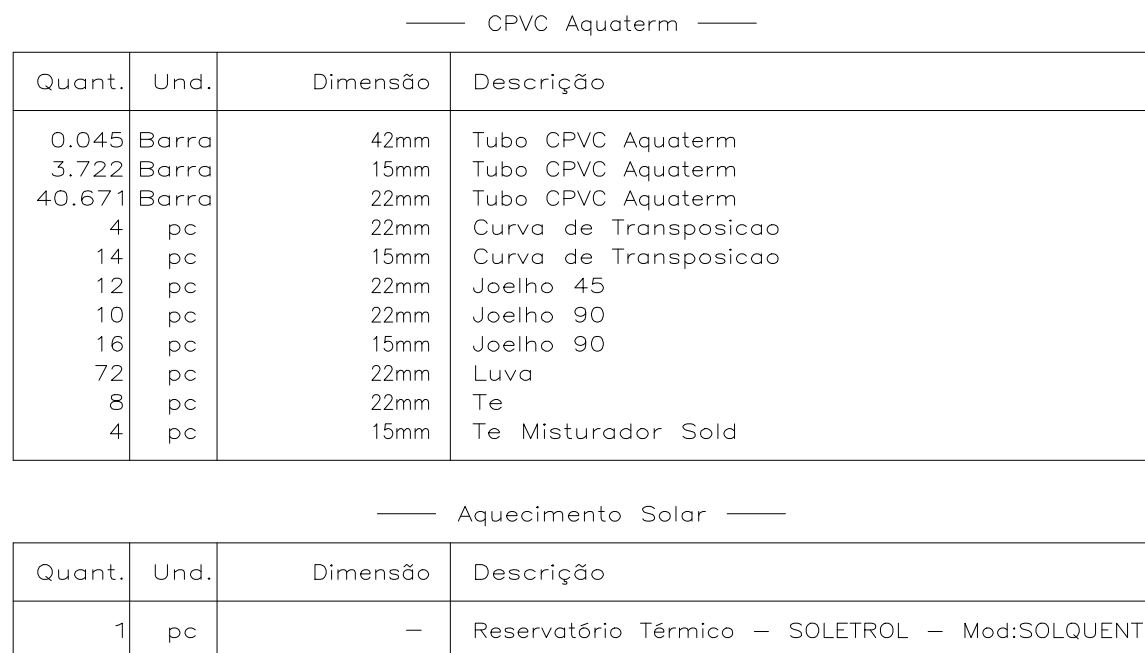 CPVC Aquaterm
Quant. Und. Dimensão Descrição
0.045 Barra 42mm Tubo CPVC Aquaterm
3.722 Barra 15mm Tubo CPVC Aquaterm
40.671 Barra 22mm Tubo CPVC Aquaterm
4 pc 22mm Curva de Transposicao
14 pc 15mm Curva de Transposicao
12 pc 22mm Joelho 45
10 pc 22mm Joelho 90
16 pc 15mm Joelho 90
72 pc 22mm Luva
8 pc 22mm Te
4 pc 15mm Te Misturador Sold
Aquecimento Solar
Quant. Und. Dimensão Descrição
1 pc – Reservatório Térmico – SOLETROL – Mod:SOLQUENT